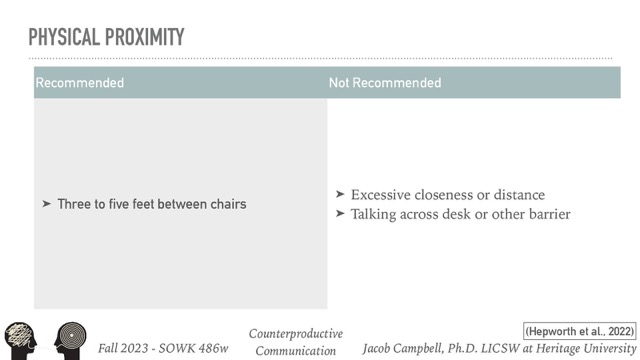 PHYSICAL PROXIMITY
Recommended
Not Recommended
➤ Three to five feet between chairs
➤ Excessive closeness or distance
➤ Talking across desk or other barrier
(Hepworth et al., 2022)
Fall 2023 - SOWK 486w
Counterproductive
Communication
Jacob Campbell, Ph.D. LICSW at Heritage University